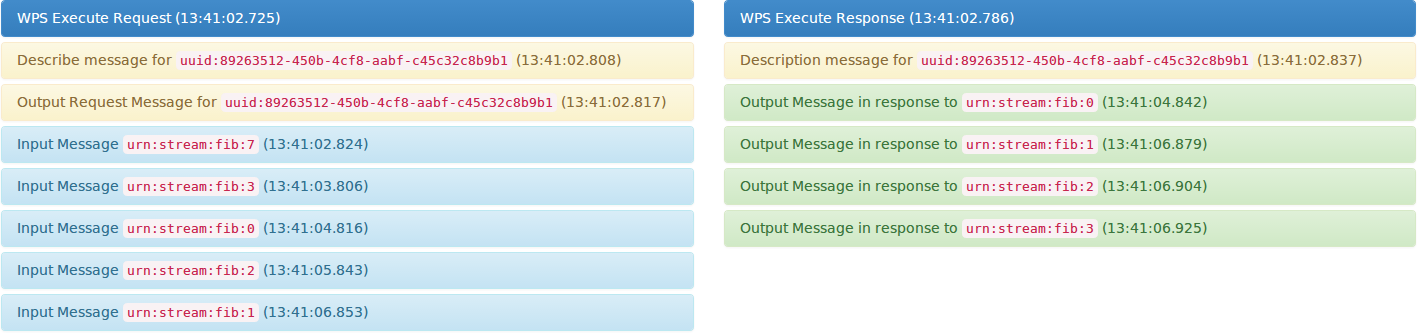 WPS Execute Request (13:41:02.725)
Describe message for uuid:89263512-450b-4cf8-aabf-c45c32c8b9b1 (13:41:02.808)
Output Request Message for uuid:89263512-450b-4cf8-aabf-c45c32c8b9b1 (13:41:02.817)
Input Message urn:stream:fib:7 (13:41:02.824)
Input Message urn:stream:fib:3 (13:41:03.806)
Input Message urn:stream:fib:0 (13:41:04.816)
Input Message urn:stream:fib:2 (13:41:05.843)
Input Message urn:stream:fib:1 (13:41:06.853)
WPS Execute Response (13:41:02.786)
Description message for uuid:89263512-450b-4cf8-aabf-c45c32c8b9b1 (13:41:02.837)
Output Message in response to urn:stream:fib:0 (13:41:04.842)
Output Message in response to urn:stream:fib:1 (13:41:06.879)
Output Message in response to urn:stream:fib:2 (13:41:06.904)
Output Message in response to urn:stream:fib:3 (13:41:06.925)